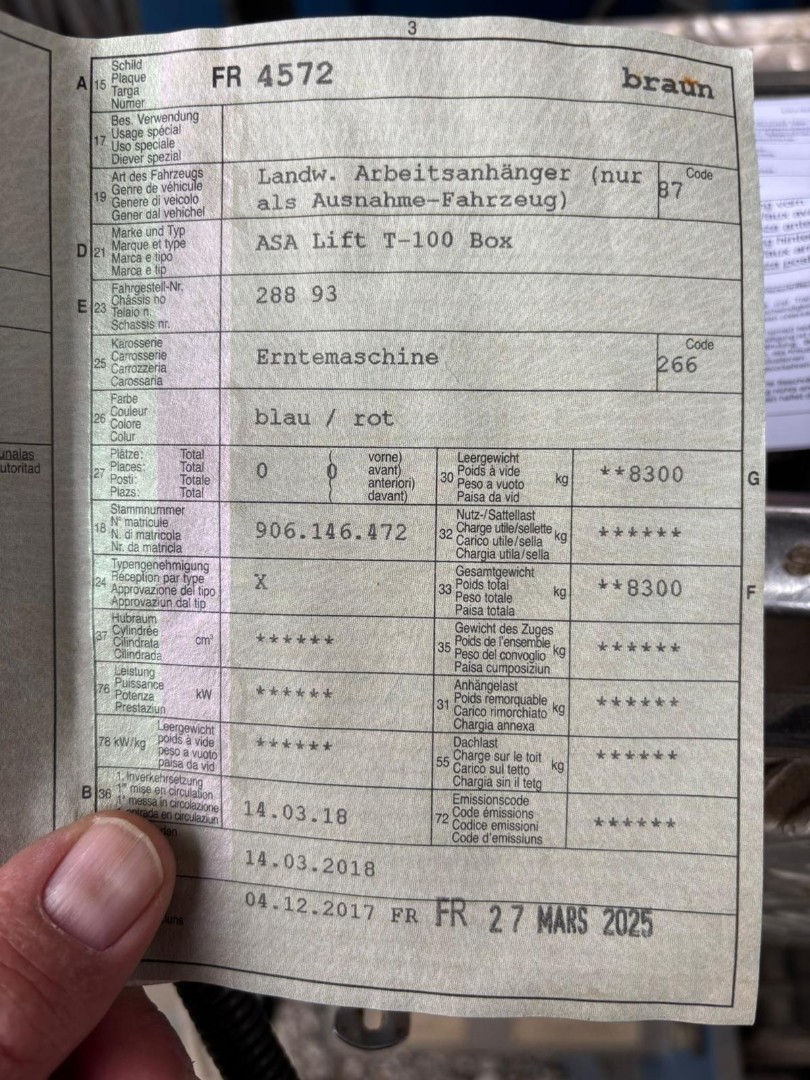 3
A 15 Schild FR 4572 braun
Plaque
Targa
Numer
17 Bes. Verwendung
Usage spécial
Uso speciale
Diever spezial
19 Art des Fahrzeugs Landw. Arbeitsanhänger (nur Code
Genre de véhicule als Ausnahme-Fahrzeug) 87
Genere di veicolo
Gener dal vehichel
D 21 Marke und Typ ASA Lift T-100 Box
Marque et type
Marca e tipo
Marca e tip
E 23 Fahrgestell-Nr. 288 93
Châssis no
Telaio n.
Schassis nr.
25 Karosserie Erntemaschine Code
Carrosserie 266
Carrozzeria
Carossaria
26 Farbe blau / rot
Couleur
Colore
Colur
27 Plätze: Total 0 ( 0 vorne)
Places: Total avant)
Posti: Totale anteriori)
Plazs: Total davant)
30 Leergewicht kg **8300 G
Poids à vide
Peso a vuoto
Paisa da vid
18 Stammnummer 906.146.472
N° matricule
N. di matricola
Nr. da matricla
32 Nutz-/Sattellast kg ******
Charge utile/sellette
Carico utile/sella
Chargia utila/sella
24 Typengenehmigung X
Réception par type
Approvazione del tipo
Approvaziun dal tip
33 Gesamtgewicht kg **8300 F
Poids total
Peso totale
Paisa totala
37 Hubraum cm³ ******
Cylindrée
Cilindrata
Cilindrada
35 Gewicht des Zuges kg ******
Poids de l'ensemble
Peso del convoglio
Paisa cumposiziun
76 Leistung kW ******
Puissance
Potenza
Prestaziun
31 Anhängelast kg ******
Poids remorquable
Carico rimorchiato
Chargia annexa
78 kW/kg Leergewicht ******
poids à vide
peso a vuoto
paisa da vid
55 Dachlast kg ******
Charge sur le toit
Carico sul tetto
Chargia sin il tetg
B 36 1. Inverkehrsetzung 14.03.18
1re mise en circulation
1a messa in circolazione
entrada en circulaziun
72 Emissionscode ******
Code émissions
Codice emissioni
Code d'emissiuns
14.03.2018
04.12.2017 FR FR 27 MARS 2025